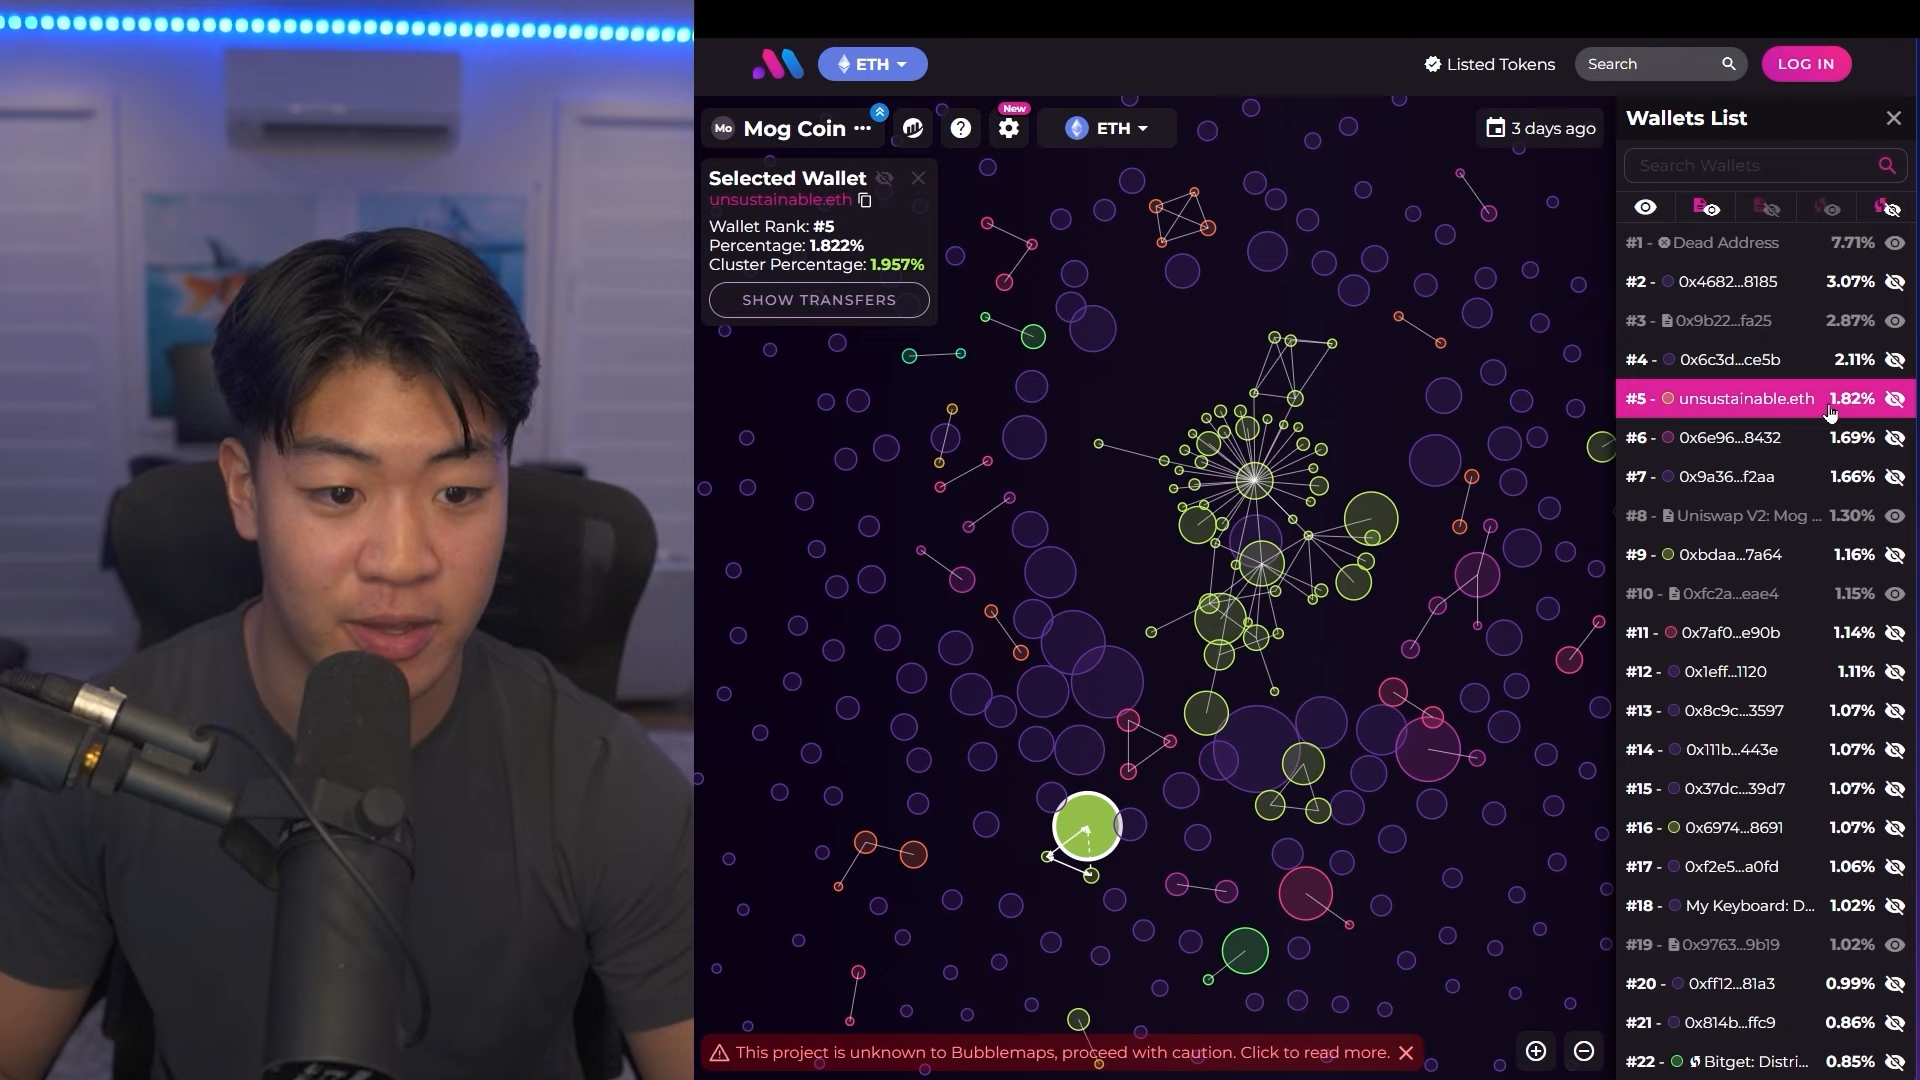 ETH
Listed Tokens
Search
LOG IN
Mo
Mog Coin
New
ETH
3 days ago
Selected Wallet
unsustainable.eth
Wallet Rank: #5
Percentage: 1.822%
Cluster Percentage: 1.957%
SHOW TRANSFERS
Wallets List
Search Wallets
#1 - Dead Address 7.71%
#2 - 0x4682...8185 3.07%
#3 - 0x9b22...fa25 2.87%
#4 - 0x6c3d...ce5b 2.11%
#5 - unsustainable.eth 1.82%
#6 - 0x6e96...8432 1.69%
#7 - 0x9a36...f2aa 1.66%
#8 - Uniswap V2: Mog ... 1.30%
#9 - 0xbdaa...7a64 1.16%
#10 - 0xfc2a...eae4 1.15%
#11 - 0x7af0...e90b 1.14%
#12 - 0x1eff...1120 1.11%
#13 - 0x8c9c...3597 1.07%
#14 - 0x111b...443e 1.07%
#15 - 0x37dc...39d7 1.07%
#16 - 0x6974...8691 1.07%
#17 - 0xf2e5...a0fd 1.06%
#18 - My Keyboard: D... 1.02%
#19 - 0x9763...9b19 1.02%
#20 - 0xff12...81a3 0.99%
#21 - 0x814b...ffc9 0.86%
#22 - Bitget: Distri... 0.85%
This project is unknown to Bubblemaps, proceed with caution. Click to read more.